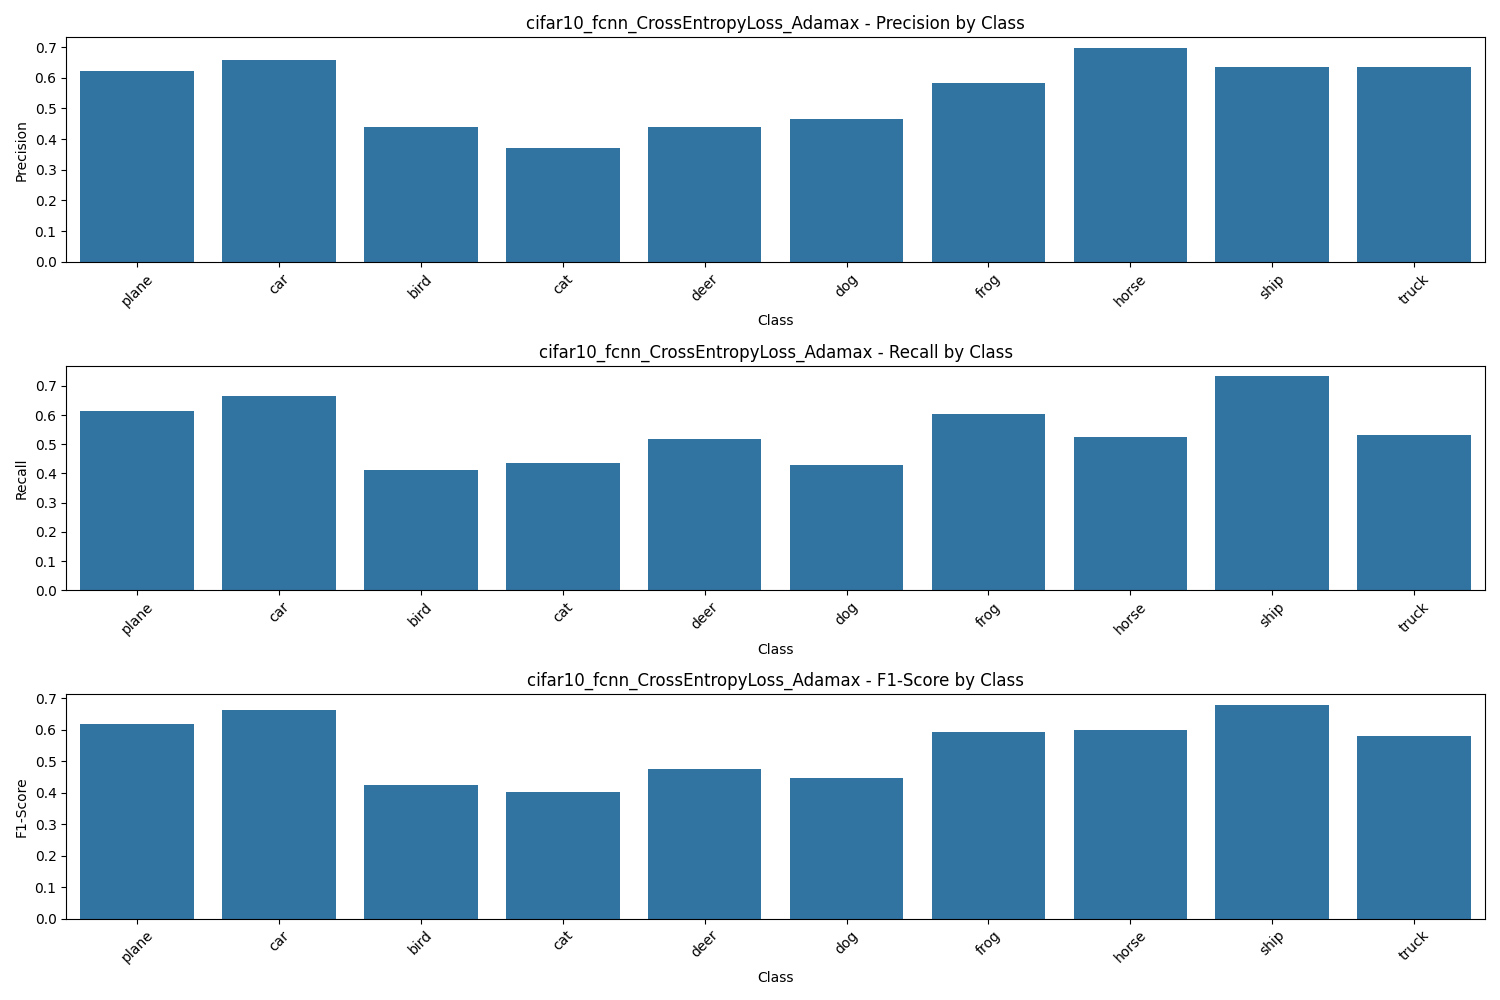 cifar10_fcnn_CrossEntropyLoss_Adamax - Precision by Class
0.7
0.6
0.5
0.4
0.3
0.2
0.1
0.0
Precision
plane car bird cat deer dog frog horse ship truck
Class
cifar10_fcnn_CrossEntropyLoss_Adamax - Recall by Class
0.7
0.6
0.5
0.4
0.3
0.2
0.1
0.0
Recall
plane car bird cat deer dog frog horse ship truck
Class
cifar10_fcnn_CrossEntropyLoss_Adamax - F1-Score by Class
0.7
0.6
0.5
0.4
0.3
0.2
0.1
0.0
F1-Score
plane car bird cat deer dog frog horse ship truck
Class